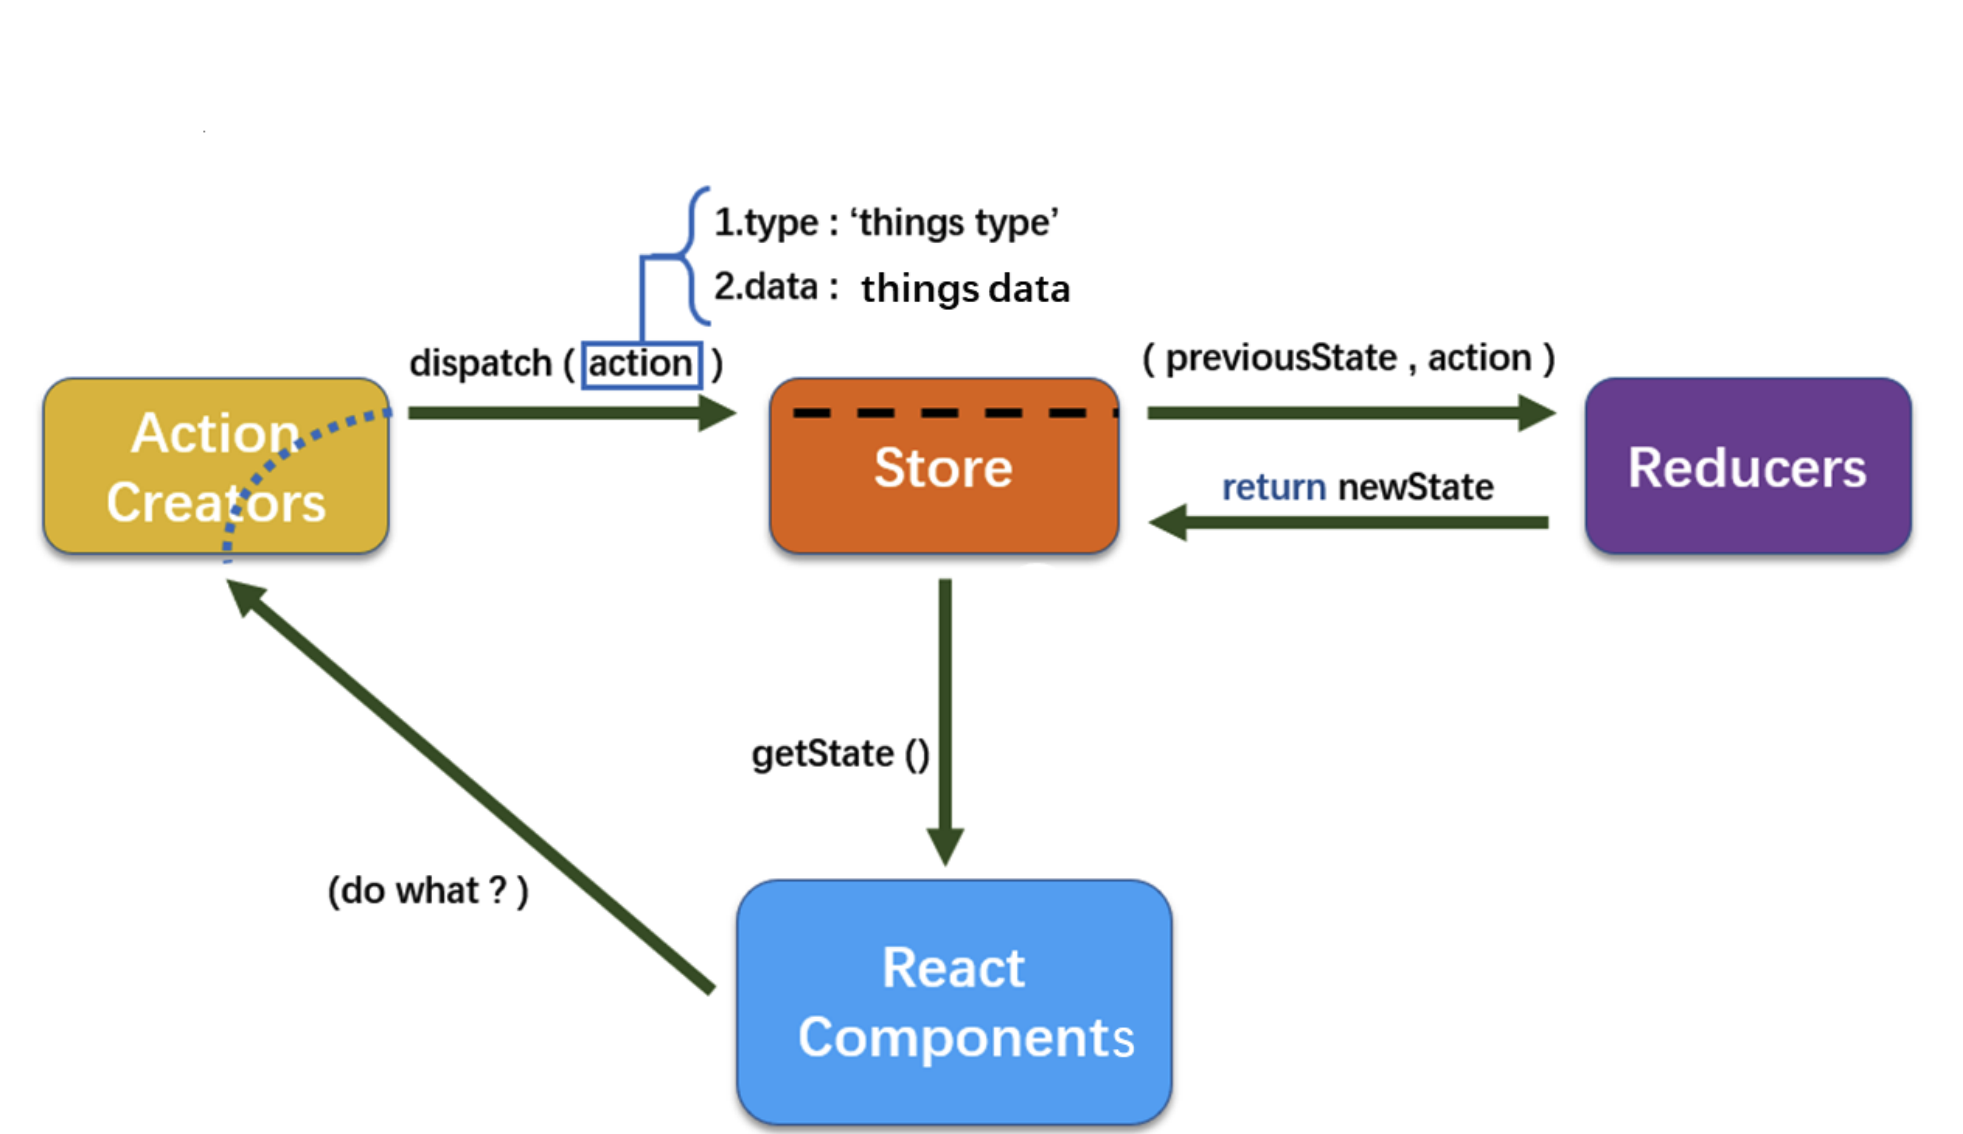 1.type : ‘things type’
2.data : things data
dispatch ( action )
( previousState , action )
Action
Creators
Store
return newState
Reducers
getState ()
(do what ? )
React
Components